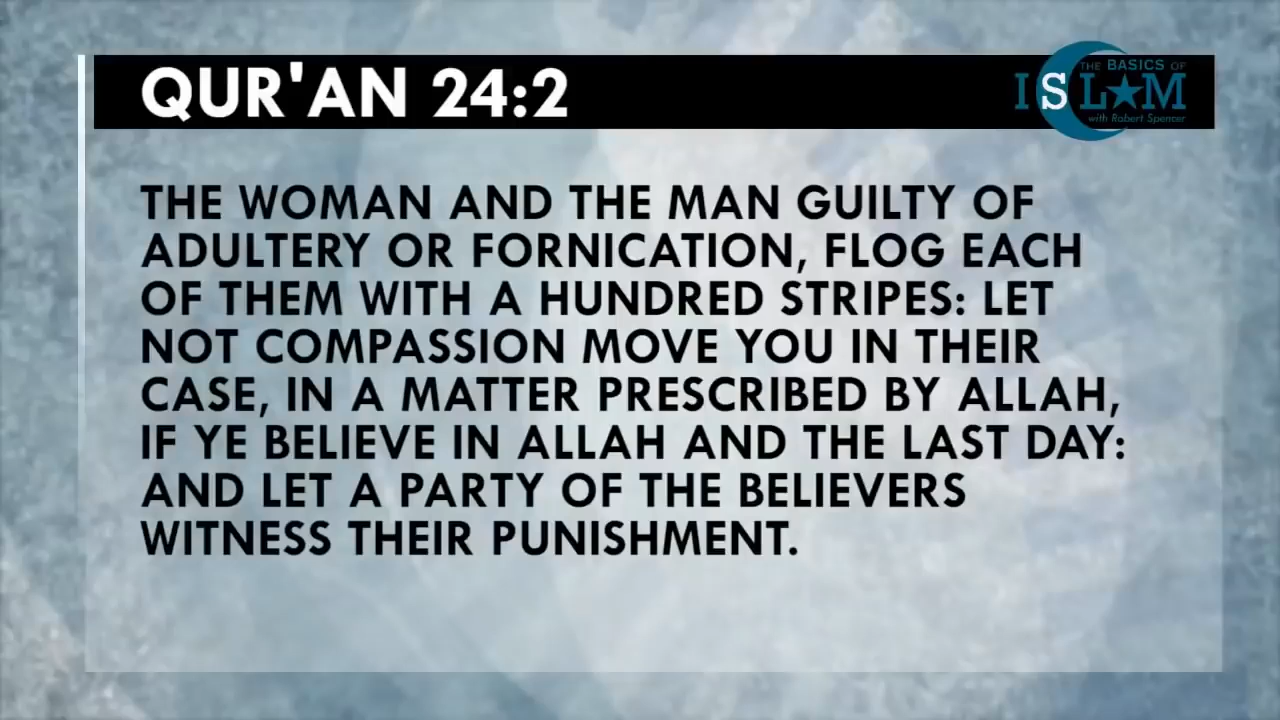 QUR'AN 24:2
THE BASICS OF
ISLAM
with Robert Spencer
THE WOMAN AND THE MAN GUILTY OF
ADULTERY OR FORNICATION, FLOG EACH
OF THEM WITH A HUNDRED STRIPES: LET
NOT COMPASSION MOVE YOU IN THEIR
CASE, IN A MATTER PRESCRIBED BY ALLAH,
IF YE BELIEVE IN ALLAH AND THE LAST DAY:
AND LET A PARTY OF THE BELIEVERS
WITNESS THEIR PUNISHMENT.